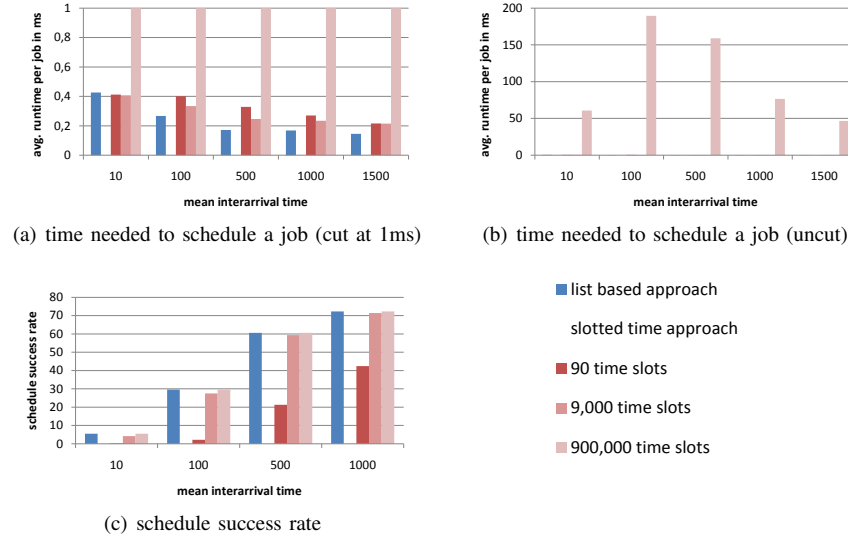 avg. runtime per job in ms
1
0,8
0,6
0,4
0,2
0
10 100 500 1000 1500
mean interarrival time
(a) time needed to schedule a job (cut at 1ms)
avg. runtime per job in ms
200
150
100
50
0
10 100 500 1000 1500
mean interarrival time
(b) time needed to schedule a job (uncut)
schedule success rate
80
70
60
50
40
30
20
10
0
10 100 500 1000
mean interarrival time
(c) schedule success rate
list based approach
slotted time approach
90 time slots
9,000 time slots
900,000 time slots